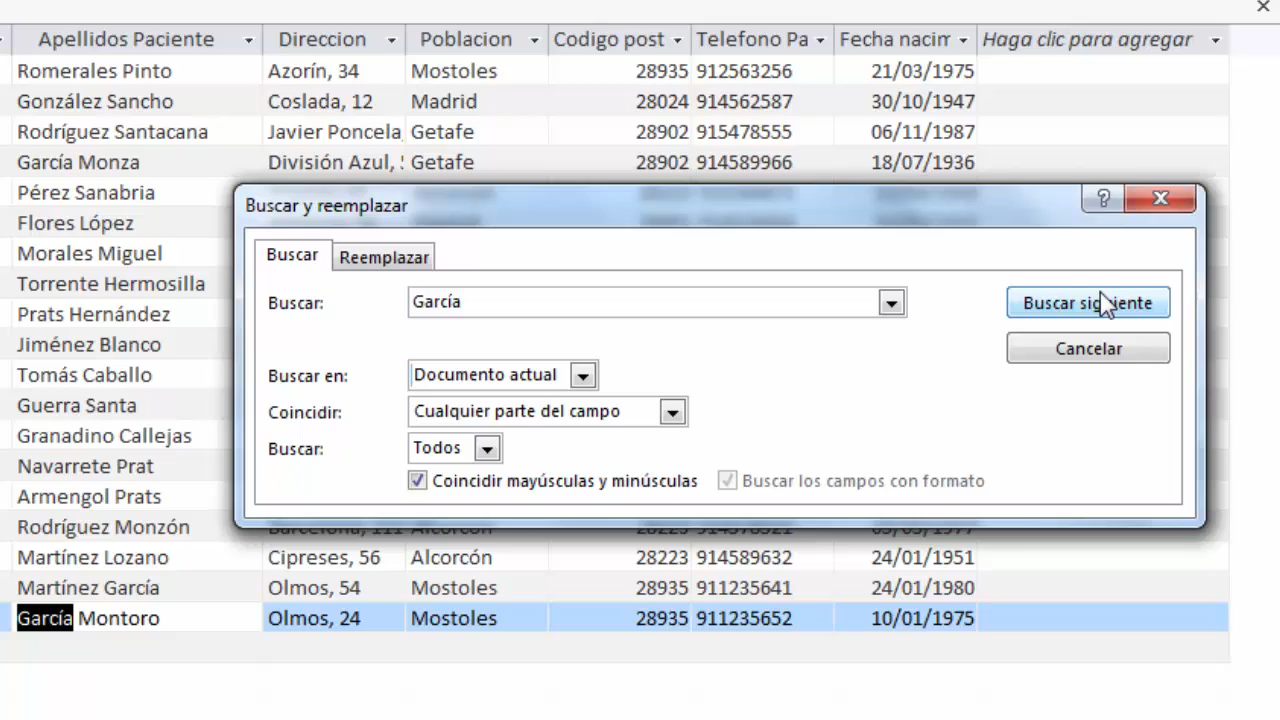 Apellidos Paciente Direccion Poblacion Codigo post Telefono Pa Fecha nacim Haga clic para agregar
Romerales Pinto Azorín, 34 Mostoles 28935 912563256 21/03/1975
González Sancho Coslada, 12 Madrid 28024 914562587 30/10/1947
Rodríguez Santacana Javier Poncela, Getafe 28902 915478555 06/11/1987
García Monza División Azul, Getafe 28902 914589966 18/07/1936
Pérez Sanabria
Flores López
Morales Miguel
Torrente Hermosilla
Prats Hernández
Jiménez Blanco
Tomás Caballo
Guerra Santa
Granadino Callejas
Navarrete Prat
Armengol Prats
Rodríguez Monzón
Martínez Lozano Cipreses, 56 Alcorcón 28223 914589632 24/01/1951
Martínez García Olmos, 54 Mostoles 28935 911235641 24/01/1980
García Montoro Olmos, 24 Mostoles 28935 911235652 10/01/1975
Buscar y reemplazar
Buscar Reemplazar
Buscar: García Buscar siguiente
Cancelar
Buscar en: Documento actual
Coincidir: Cualquier parte del campo
Buscar: Todos
Coincidir mayúsculas y minúsculas Buscar los campos con formato